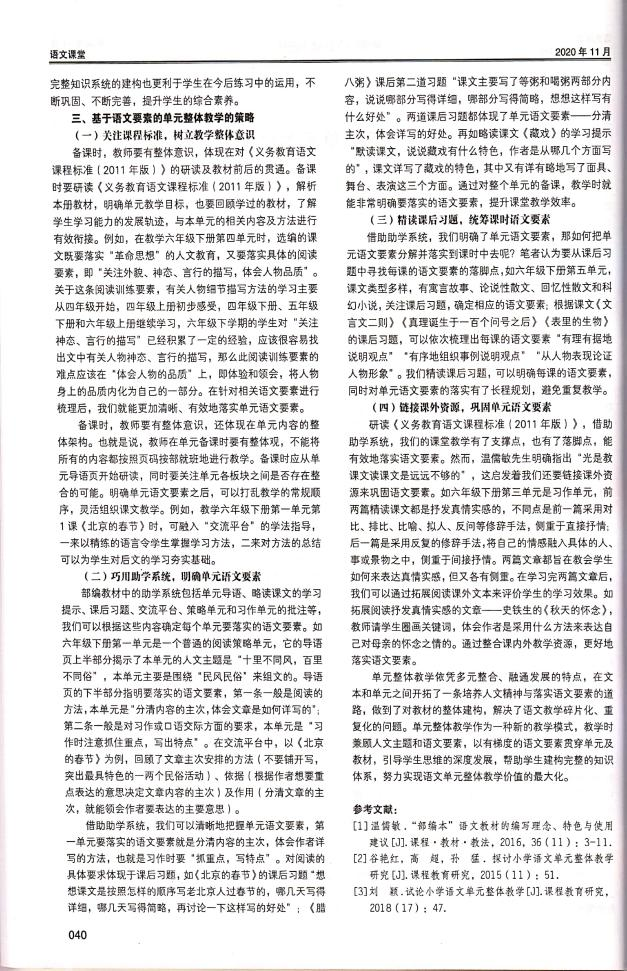 语文课堂
2020年11月
完整知识系统的建构也更利于学生在今后练习中的运用，不
断巩固、不断完善，提升学生的综合素养。
三、基于语文要素的单元整体教学的策略
（一）关注课程标准，树立教学整体意识
备课时，教师要有整体意识，体现在对《义务教育语文
课程标准（2011年版）》的研读及教材前后的贯通。备课
时要研读《义务教育语文课程标准（2011年版）》，解析
本册教材，明确单元教学目标，也要回顾学过的教材，了解
学生学习能力的发展轨迹，与本单元的相关内容及方法进行
有效衔接。例如，在教学六年级下册第四单元时，选编的课
文既要落实“革命思想”的人文教育，又要落实具体的阅读
要素，即“关注外貌、神态、言行的描写，体会人物品质”。
关于这条阅读训练要素，有关人物细节描写方法的学习主要
从四年级开始，四年级上册初步感受，四年级下册、五年级
下册和六年级上册继续学习，六年级下学期的学生对“关注
神态、言行的描写”已经积累了一定的经验，应该很容易找
出文中有关人物神态、言行的描写，那么此阅读训练要素的
难点应该在“体会人物的品质”上，即体验和领会，将人物
身上的品质内化为自己的一部分。在针对相关语文要素进行
梳理后，我们就能更加清晰、有效地落实单元语文要素。
备课时，教师要有整体意识，还体现在单元内容的整
体架构。也就是说，教师在单元备课时要有整体观，不能将
所有的内容都按照页码按部就班地进行教学。备课时应从单
元导语页开始研读，同时要关注单元各板块之间是否存在整
合的可能。明确单元语文要素之后，可以打乱教学的常规顺
序，灵活组织课文教学。例如，教学六年级下册第一单元第
1课《北京的春节》时，可融入“交流平台”的学法指导，
一来以精练的语言令学生掌握学习方法，二来对方法的总结
可以为学生对后文的学习夯实基础。
（二）巧用助学系统，明确单元语文要素
部编教材中的助学系统包括单元导语、略读课文的学习
提示、课后习题、交流平台、策略单元和习作单元的批注等，
我们可以根据这些内容确定每个单元要落实的语文要素。如
六年级下册第一单元是一个普通的阅读策略单元，它的导语
页上半部分揭示了本单元的人文主题是“十里不同风，百里
不同俗”，本单元主要是围绕“民风民俗”来组文的。导语
页的下半部分指明要落实的语文要素，第一条一般是阅读的
方法，本单元是“分清内容的主次，体会文章是如何详写的”；
第二条一般是对习作或口语交际方面的要求，本单元是“习
作时注意抓住重点，写出特点”。在交流平台中，以《北京
的春节》为例，回顾了文章主次安排的方法（不要铺开写，
突出最具特色的一两个民俗活动）、依据（根据作者想要重
点表达的意思决定文章内容的主次）及作用（分清文章的主
次，就能领会作者要表达的主要意思）。
借助助学系统，我们可以清晰地把握单元语文要素，第
一单元要落实的语文要素就是分清内容的主次，体会作者详
写的方法，也就是习作时要“抓重点，写特点”。对阅读的
具体要求体现于课后习题，如《北京的春节》的课后习题“想
想课文是按照怎样的顺序写老北京人过春节的，哪几天写得
详细，哪几天写得简略，再讨论一下这样写的好处”；《腊
八粥》课后第二道习题“课文主要写了等粥和喝粥两部分内
容，说说哪部分写得详细，哪部分写得简略，想想这样写有
什么好处”。两道课后习题都体现了单元语文要素——分清
主次，体会详写的好处。再如略读课文《藏戏》的学习提示
“默读课文，说说藏戏有什么特色，作者是从哪几个方面写
的”，课文详写了藏戏的特色，其中又有详有略地写了面具、
舞台、表演这三个方面。通过对整个单元的备课，教学时就
能非常明确要落实的语文要素，提升课堂教学效率。
（三）精读课后习题，统筹课时语文要素
借助助学系统，我们明确了单元语文要素，那如何把单
元语文要素分解并落实到课时中去呢？笔者认为要从课后习
题中寻找每课的语文要素的落脚点，如六年级下册第五单元，
课文类型多样，有寓言故事、论说性散文、回忆性散文和科
幻小说，关注课后习题，确定相应的语文要素；根据课文《文
言文二则》《真理诞生于一百个问号之后》《表里的生物》
的课后习题，可以依次梳理出每课的语文要素“有理有据地
说明观点”“有序地组织事例说明观点”“从人物表现论证
人物形象”。我们精读课后习题，可以明确每课的语文要素，
同时对单元语文要素的落实有了长程规划，避免重复教学。
（四）链接课外资源，巩固单元语文要素
研读《义务教育语文课程标准（2011年版）》，借助
助学系统，我们的课堂教学有了支撑点，也有了落脚点，能
有效地落实语文要素。然而，温儒敏先生明确指出“光是教
课文读课文是远远不够的”，这启发着我们还要链接课外资
源来巩固语文要素。如六年级下册第三单元是习作单元，前
两篇精读课文都是抒发真情实感的，不同点是前一篇采用对
比、排比、比喻、拟人、反问等修辞手法，侧重于直接抒情；
后一篇是采用反复的修辞手法，将自己的情感融入具体的人、
事或景物之中，侧重于间接抒情。两篇文章都旨在教会学生
如何来表达真情实感，但又各有侧重。在学习完两篇文章后，
我们可以通过拓展阅读课外文本来评价学生的学习效果。如
拓展阅读抒发真情实感的文章——史铁生的《秋天的怀念》，
教师请学生圈画关键词，体会作者是采用什么方法来表达自
己对母亲的怀念之情的。通过整合课内外教学资源，更好地
落实语文要素。
单元整体教学依凭多元整合、融通发展的特点，在文
本和单元之间开拓了一条培养人文精神与落实语文要素的道
路，做到了对教材的整体建构，解决了语文教学碎片化、重
复化的问题。单元整体教学作为一种新的教学模式，教学时
兼顾人文主题和语文要素，以有梯度的语文要素贯穿单元及
教材，引导学生思维的深度发展，帮助学生建构完整的知识
体系，努力实现语文单元整体教学价值的最大化。
参考文献：
[1]温儒敏．“部编本”语文教材的编写理念、特色与使用
建议[J].课程·教材·教法，2016，36（11）：3-11.
[2]谷艳红，高　超，孙　猛．探讨小学语文单元整体教学
研究[J].课程教育研究，2015（11）：51.
[3]刘　颖.试论小学语文单元整体教学[J].课程教育研究，
2018（17）：47.
040